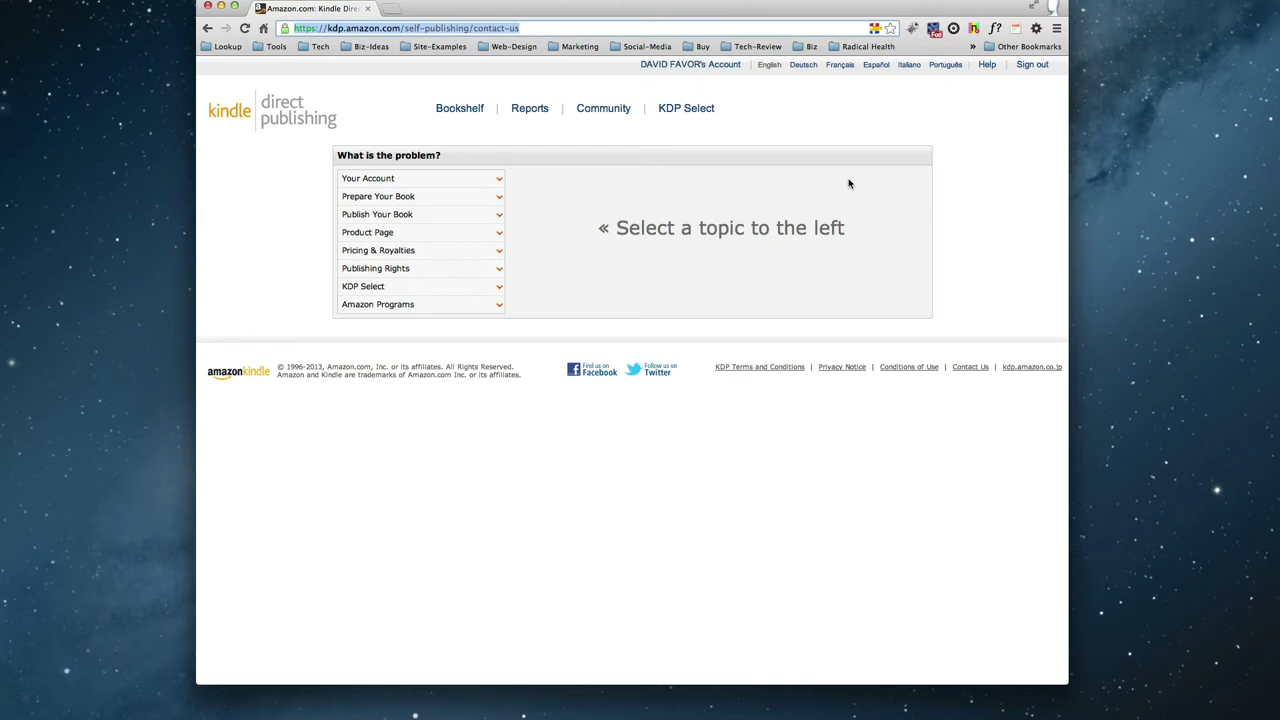 Amazon.com: Kindle Dire
https://kdp.amazon.com/self-publishing/contact-us
Lookup Tools Tech Biz-Ideas Site-Examples Web-Design Marketing Social-Media Buy Tech-Review Biz Radical Health » Other Bookmarks
DAVID FAVOR's Account | English Deutsch Français Español Italiano Português | Help | Sign out
kindle direct publishing
Bookshelf | Reports | Community | KDP Select
What is the problem?
Your Account
Prepare Your Book
Publish Your Book
Product Page
Pricing & Royalties
Publishing Rights
KDP Select
Amazon Programs
« Select a topic to the left
amazonkindle
© 1996-2013, Amazon.com, Inc. or its affiliates. All Rights Reserved.
Amazon and Kindle are trademarks of Amazon.com Inc. or its affiliates.
Find us on Facebook
Follow us on Twitter
KDP Terms and Conditions | Privacy Notice | Conditions of Use | Contact Us | kdp.amazon.co.jp